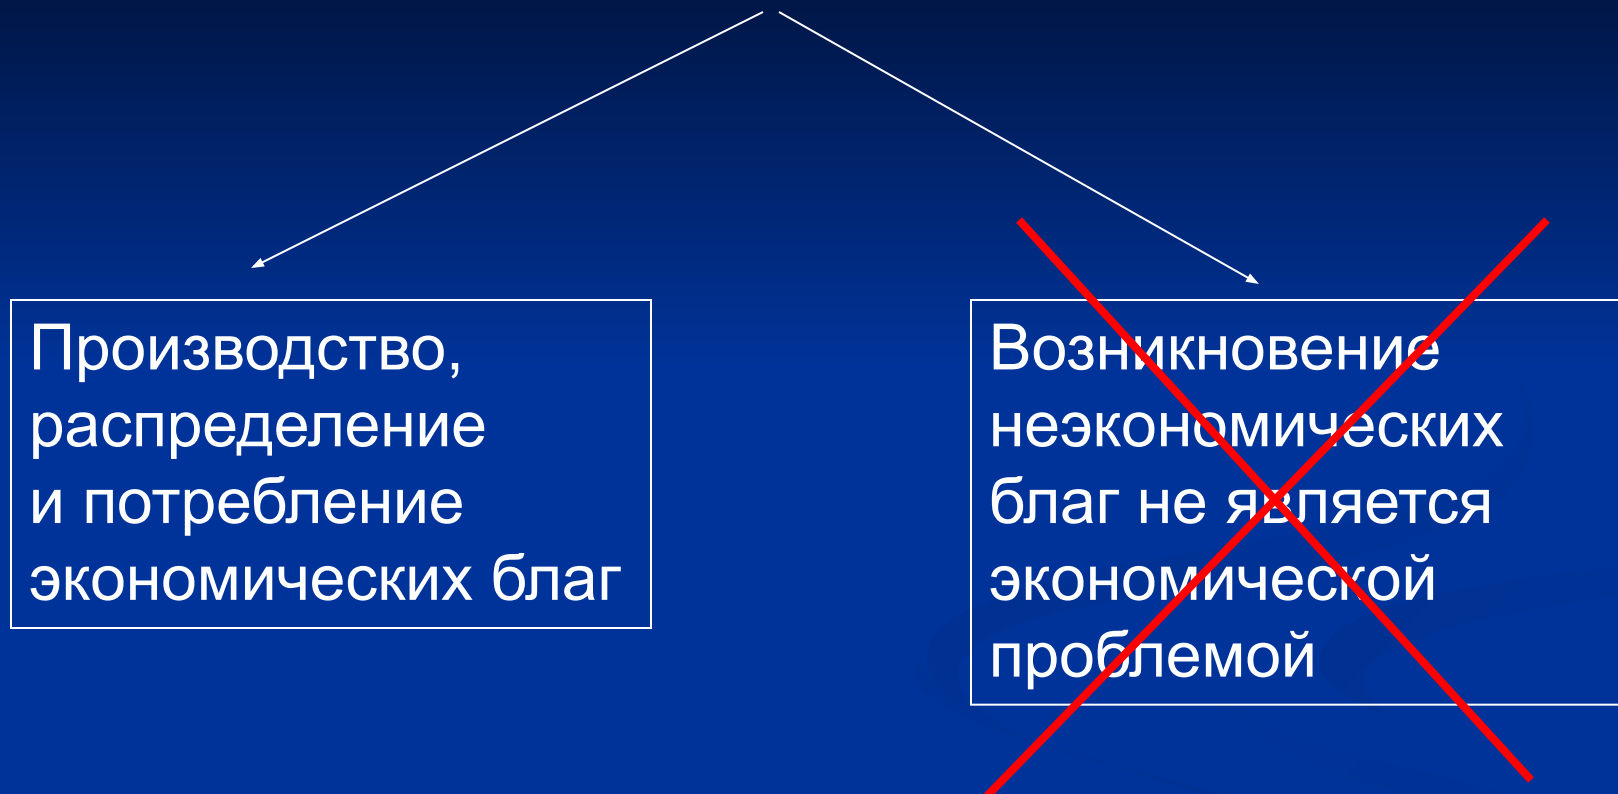 Производство,
распределение
и потребление
экономических благ
Возникновение
неэкономических
благ не является
экономической
проблемой